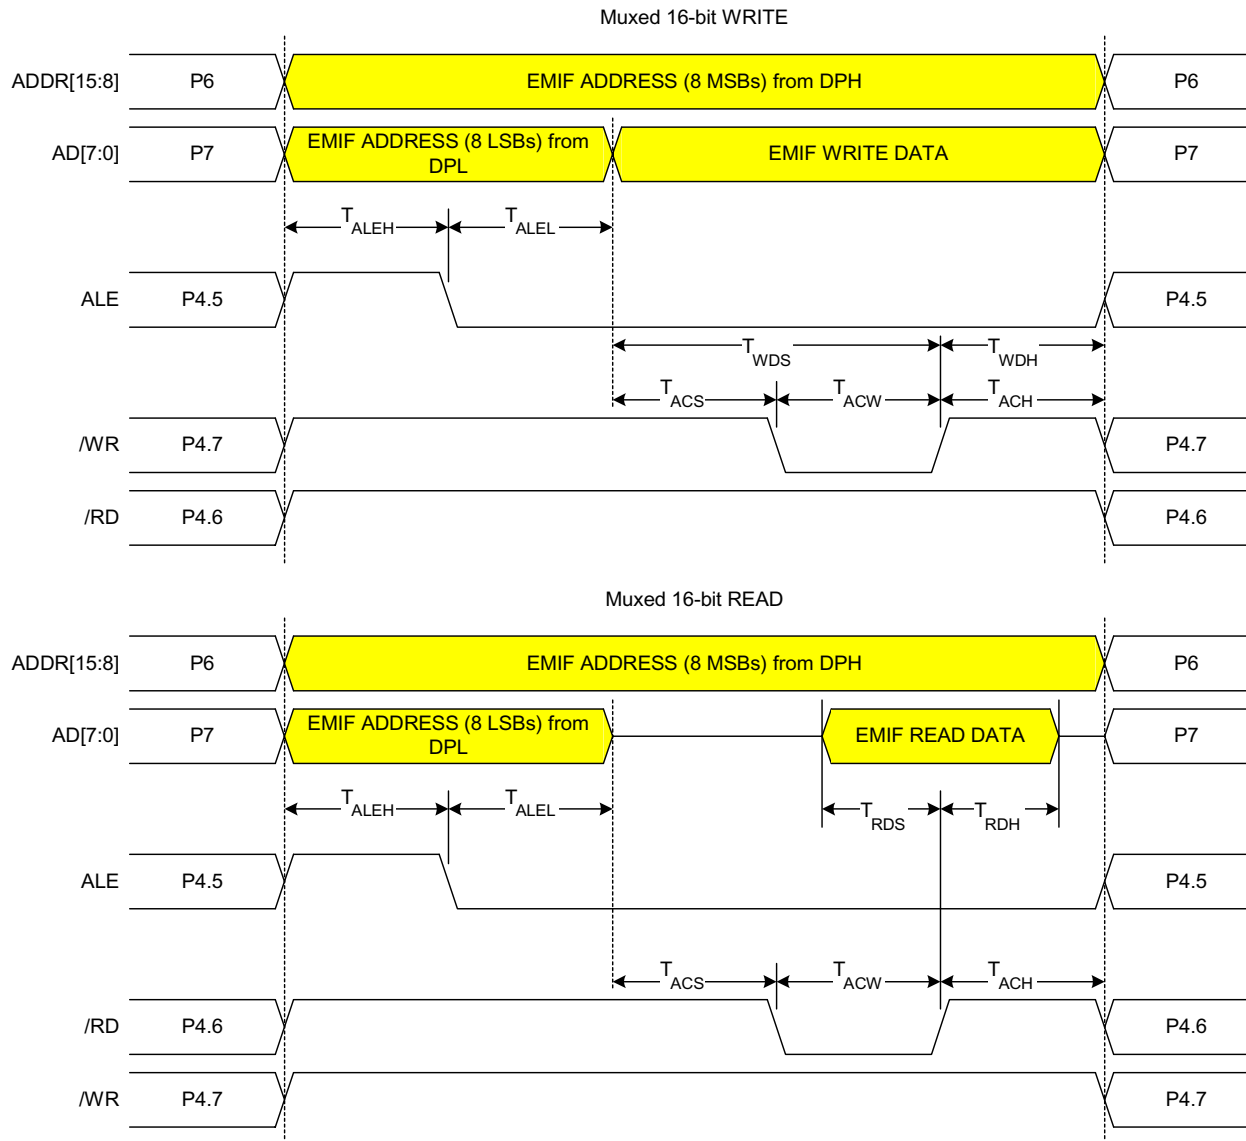 Muxed 16-bit WRITE
ADDR[15:8] P6 EMIF ADDRESS (8 MSBs) from DPH P6
AD[7:0] P7 EMIF ADDRESS (8 LSBs) from DPL EMIF WRITE DATA P7
TALEH TALEL
ALE P4.5 P4.5
TWDS TWDH
TACS TACW TACH
/WR P4.7 P4.7
/RD P4.6 P4.6
Muxed 16-bit READ
ADDR[15:8] P6 EMIF ADDRESS (8 MSBs) from DPH P6
AD[7:0] P7 EMIF ADDRESS (8 LSBs) from DPL EMIF READ DATA P7
TALEH TALEL TRDS TRDH
ALE P4.5 P4.5
TACS TACW TACH
/RD P4.6 P4.6
/WR P4.7 P4.7